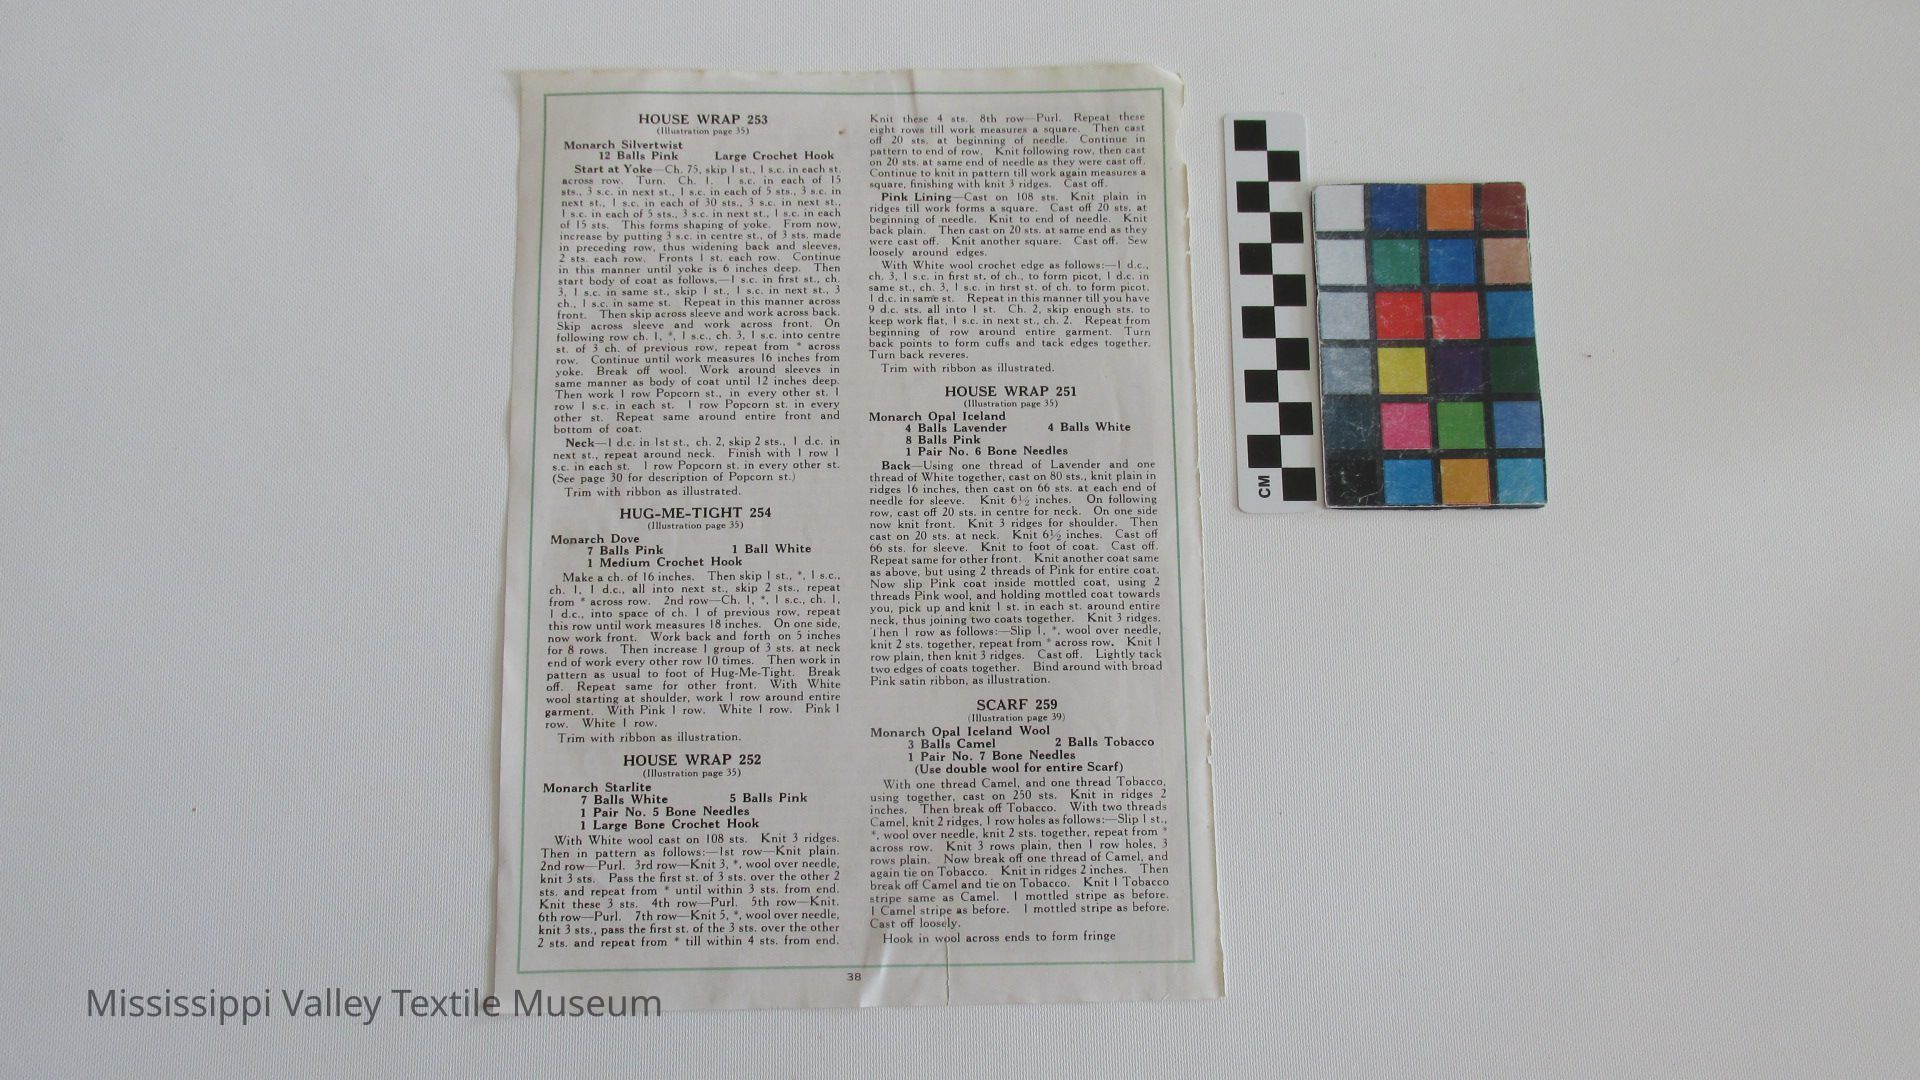 HOUSE WRAP 253
(Illustration page 35)
Monarch Silvertwist
12 Balls Pink Large Crochet Hook
Start at Yoke—Ch. 75, skip 1 st., 1 s.c. in each st.
across row. Turn. Ch. 1. 1 s.c. in each of 15
sts., 3 s.c. in next st., 1 s.c. in each of 5 sts., 3 s.c. in
next st., 1 s.c. in each of 30 sts., 3 s.c. in next st.,
1 s.c. in each of 5 sts., 3 s.c. in next st., 1 s.c. in each
of 15 sts. This forms shaping of yoke. From now,
increase by putting 3 s.c. in centre st., of 3 sts. made
in preceding row, thus widening back and sleeves,
2 sts. each row. Fronts 1 st. each row. Continue
in this manner until yoke is 6 inches deep. Then
start body of coat as follows,—1 s.c. in first st., ch.
3, 1 s.c. in same st., skip 1 st., 1 s.c. in next st., 3
ch., 1 s.c. in same st. Repeat in this manner across
front. Then skip across sleeve and work across back.
Skip across sleeve and work across front. On
following row ch. 1, *, 1 s.c., ch. 3, 1 s.c. into centre
st. of 3 ch. of previous row, repeat from * across
row. Continue until work measures 16 inches from
yoke. Break off wool. Work around sleeves in
same manner as body of coat until 12 inches deep.
Then work 1 row Popcorn st., in every other st. 1
row 1 s.c. in each st. 1 row Popcorn st. in every
other st. Repeat same around entire front and
bottom of coat.
Neck—1 d.c. in 1st st., ch. 2, skip 2 sts., 1 d.c. in
next st., repeat around neck. Finish with 1 row 1
s.c. in each st. 1 row Popcorn st. in every other st.
(See page 30 for description of Popcorn st.)
Trim with ribbon as illustrated.
HUG-ME-TIGHT 254
(Illustration page 35)
Monarch Dove
7 Balls Pink 1 Ball White
1 Medium Crochet Hook
Make a ch. of 16 inches. Then skip 1 st., *, 1 s.c.,
ch. 1, 1 d.c., all into next st., skip 2 sts., repeat
from * across row. 2nd row—Ch. 1, *, 1 s.c., ch. 1,
1 d.c., into space of ch. 1 of previous row, repeat
this row until work measures 18 inches. On one side,
now work front. Work back and forth on 5 inches
for 8 rows. Then increase 1 group of 3 sts. at neck
end of work every other row 10 times. Then work in
pattern as usual to foot of Hug-Me-Tight. Break
off. Repeat same for other front. With White
wool starting at shoulder, work 1 row around entire
garment. With Pink 1 row. White 1 row. Pink 1
row. White 1 row.
Trim with ribbon as illustration.
HOUSE WRAP 252
(Illustration page 35)
Monarch Starlite
7 Balls White 5 Balls Pink
1 Pair No. 5 Bone Needles
1 Large Bone Crochet Hook
With White wool cast on 108 sts. Knit 3 ridges.
Then in pattern as follows:—1st row—Knit plain.
2nd row—Purl. 3rd row—Knit 3, *, wool over needle,
knit 3 sts. Pass the first st. of 3 sts. over the other 2
sts. and repeat from * until within 3 sts. from end.
Knit these 3 sts. 4th row—Purl. 5th row—Knit.
6th row—Purl. 7th row—Knit 5, *, wool over needle,
knit 3 sts., pass the first st. of the 3 sts. over the other
2 sts. and repeat from * till within 4 sts. from end.
Knit these 4 sts. 8th row—Purl. Repeat these
eight rows till work measures a square. Then cast
off 20 sts. at beginning of needle. Continue in
pattern to end of row. Knit following row, then cast
on 20 sts. at same end of needle as they were cast off.
Continue to knit in pattern till work again measures a
square, finishing with knit 3 ridges. Cast off.
Pink Lining—Cast on 108 sts. Knit plain in
ridges till work forms a square. Cast off 20 sts. at
beginning of needle. Knit to end of needle. Knit
back plain. Then cast on 20 sts. at same end as they
were cast off. Knit another square. Cast off. Sew
loosely around edges.
With White wool crochet edge as follows:—1 d.c.,
ch. 3, 1 s.c. in first st. of ch., to form picot, 1 d.c. in
same st., ch. 3, 1 s.c. in first st. of ch. to form picot,
1 d.c. in same st. Repeat in this manner till you have
9 d.c. sts. all into 1 st. Ch. 2, skip enough sts. to
keep work flat, 1 s.c. in next st., ch. 2. Repeat from
beginning of row around entire garment. Turn
back points to form cuffs and tack edges together.
Turn back reveres.
Trim with ribbon as illustrated.
HOUSE WRAP 251
(Illustration page 35)
Monarch Opal Iceland
4 Balls Lavender 4 Balls White
8 Balls Pink
1 Pair No. 6 Bone Needles
Back—Using one thread of Lavender and one
thread of White together, cast on 80 sts., knit plain in
ridges 16 inches, then cast on 66 sts. at each end of
needle for sleeve. Knit 6½ inches. On following
row, cast off 20 sts. in centre for neck. On one side
now knit front. Knit 3 ridges for shoulder. Then
cast on 20 sts. at neck. Knit 6½ inches. Cast off
66 sts. for sleeve. Knit to foot of coat. Cast off.
Repeat same for other front. Knit another coat same
as above, but using 2 threads of Pink for entire coat.
Now slip Pink coat inside mottled coat, using 2
threads Pink wool, and holding mottled coat towards
you, pick up and knit 1 st. in each st. around entire
neck, thus joining two coats together. Knit 3 ridges.
Then 1 row as follows:—Slip 1, *, wool over needle,
knit 2 sts. together, repeat from * across row. Knit 1
row plain, then knit 3 ridges. Cast off. Lightly tack
two edges of coats together. Bind around with broad
Pink satin ribbon, as illustration.
SCARF 259
(Illustration page 39)
Monarch Opal Iceland Wool
3 Balls Camel 2 Balls Tobacco
1 Pair No. 7 Bone Needles
(Use double wool for entire Scarf)
With one thread Camel, and one thread Tobacco,
using together, cast on 250 sts. Knit in ridges 2
inches. Then break off Tobacco. With two threads
Camel, knit 2 ridges, 1 row holes as follows:—Slip 1 st.,
*, wool over needle, knit 2 sts. together, repeat from *
across row. Knit 3 rows plain, then 1 row holes, 3
rows plain. Now break off one thread of Camel, and
again tie on Tobacco. Knit in ridges 2 inches. Then
break off Camel and tie on Tobacco. Knit 1 Tobacco
stripe same as Camel. 1 mottled stripe as before.
1 Camel stripe as before. 1 mottled stripe as before.
Cast off loosely.
Hook in wool across ends to form fringe
38
CM
Mississippi Valley Textile Museum